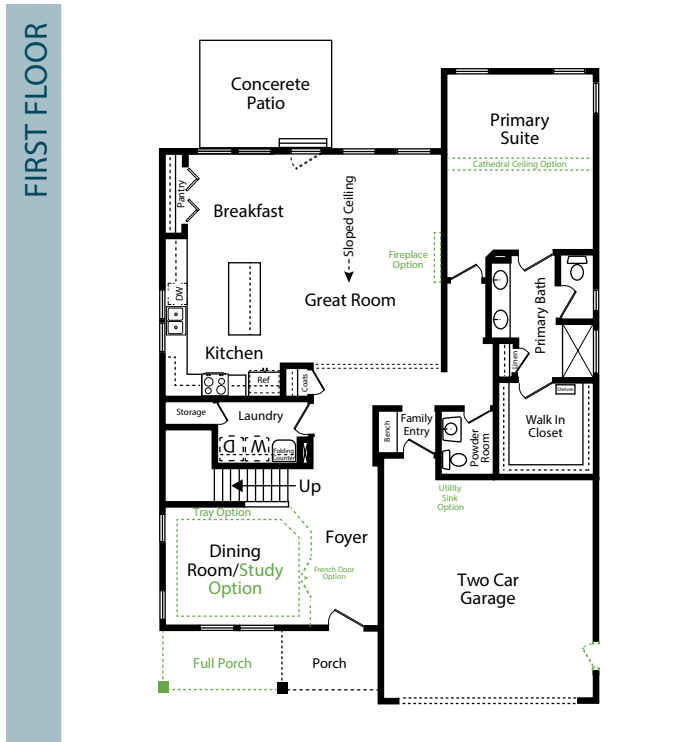 FIRST FLOOR
Concerete
Patio
Primary
Suite
Cathedral Ceiling Option
Pantry
Breakfast
Sloped Ceiling
Fireplace
Option
Great Room
DW
Primary Bath
Kitchen
Ref
Coats
Linen
Shelves
Storage
Laundry
D
W
Folding
Counter
Bench
Family
Entry
Powder
Room
Walk In
Closet
Up
Utility
Sink
Option
Tray Option
Foyer
Dining
Room/Study
Option
French Door
Option
Two Car
Garage
Full Porch
Porch